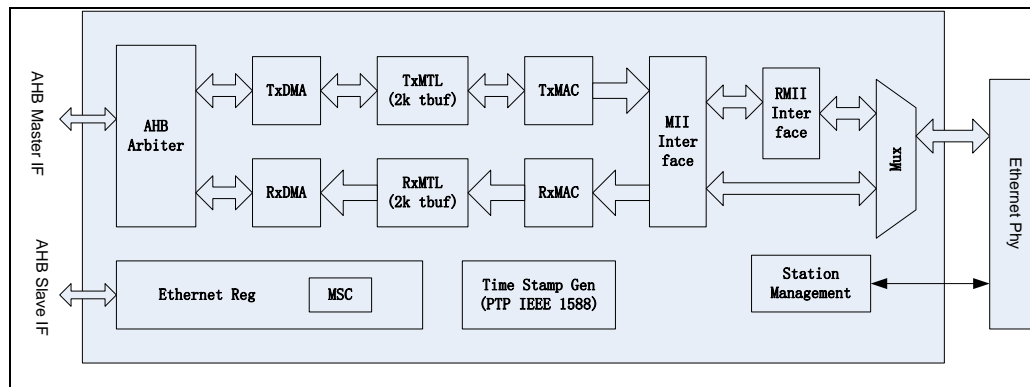 AHB Master IF
AHB
Arbiter
TxDMA
TxMTL
(2k tbuf)
TxMAC
MII
Inter
face
RMII
Inter
face
Mux
Ethernet Phy
RxDMA
RxMTL
(2k tbuf)
RxMAC
AHB Slave IF
Ethernet Reg
MSC
Time Stamp Gen
(PTP IEEE 1588)
Station
Management